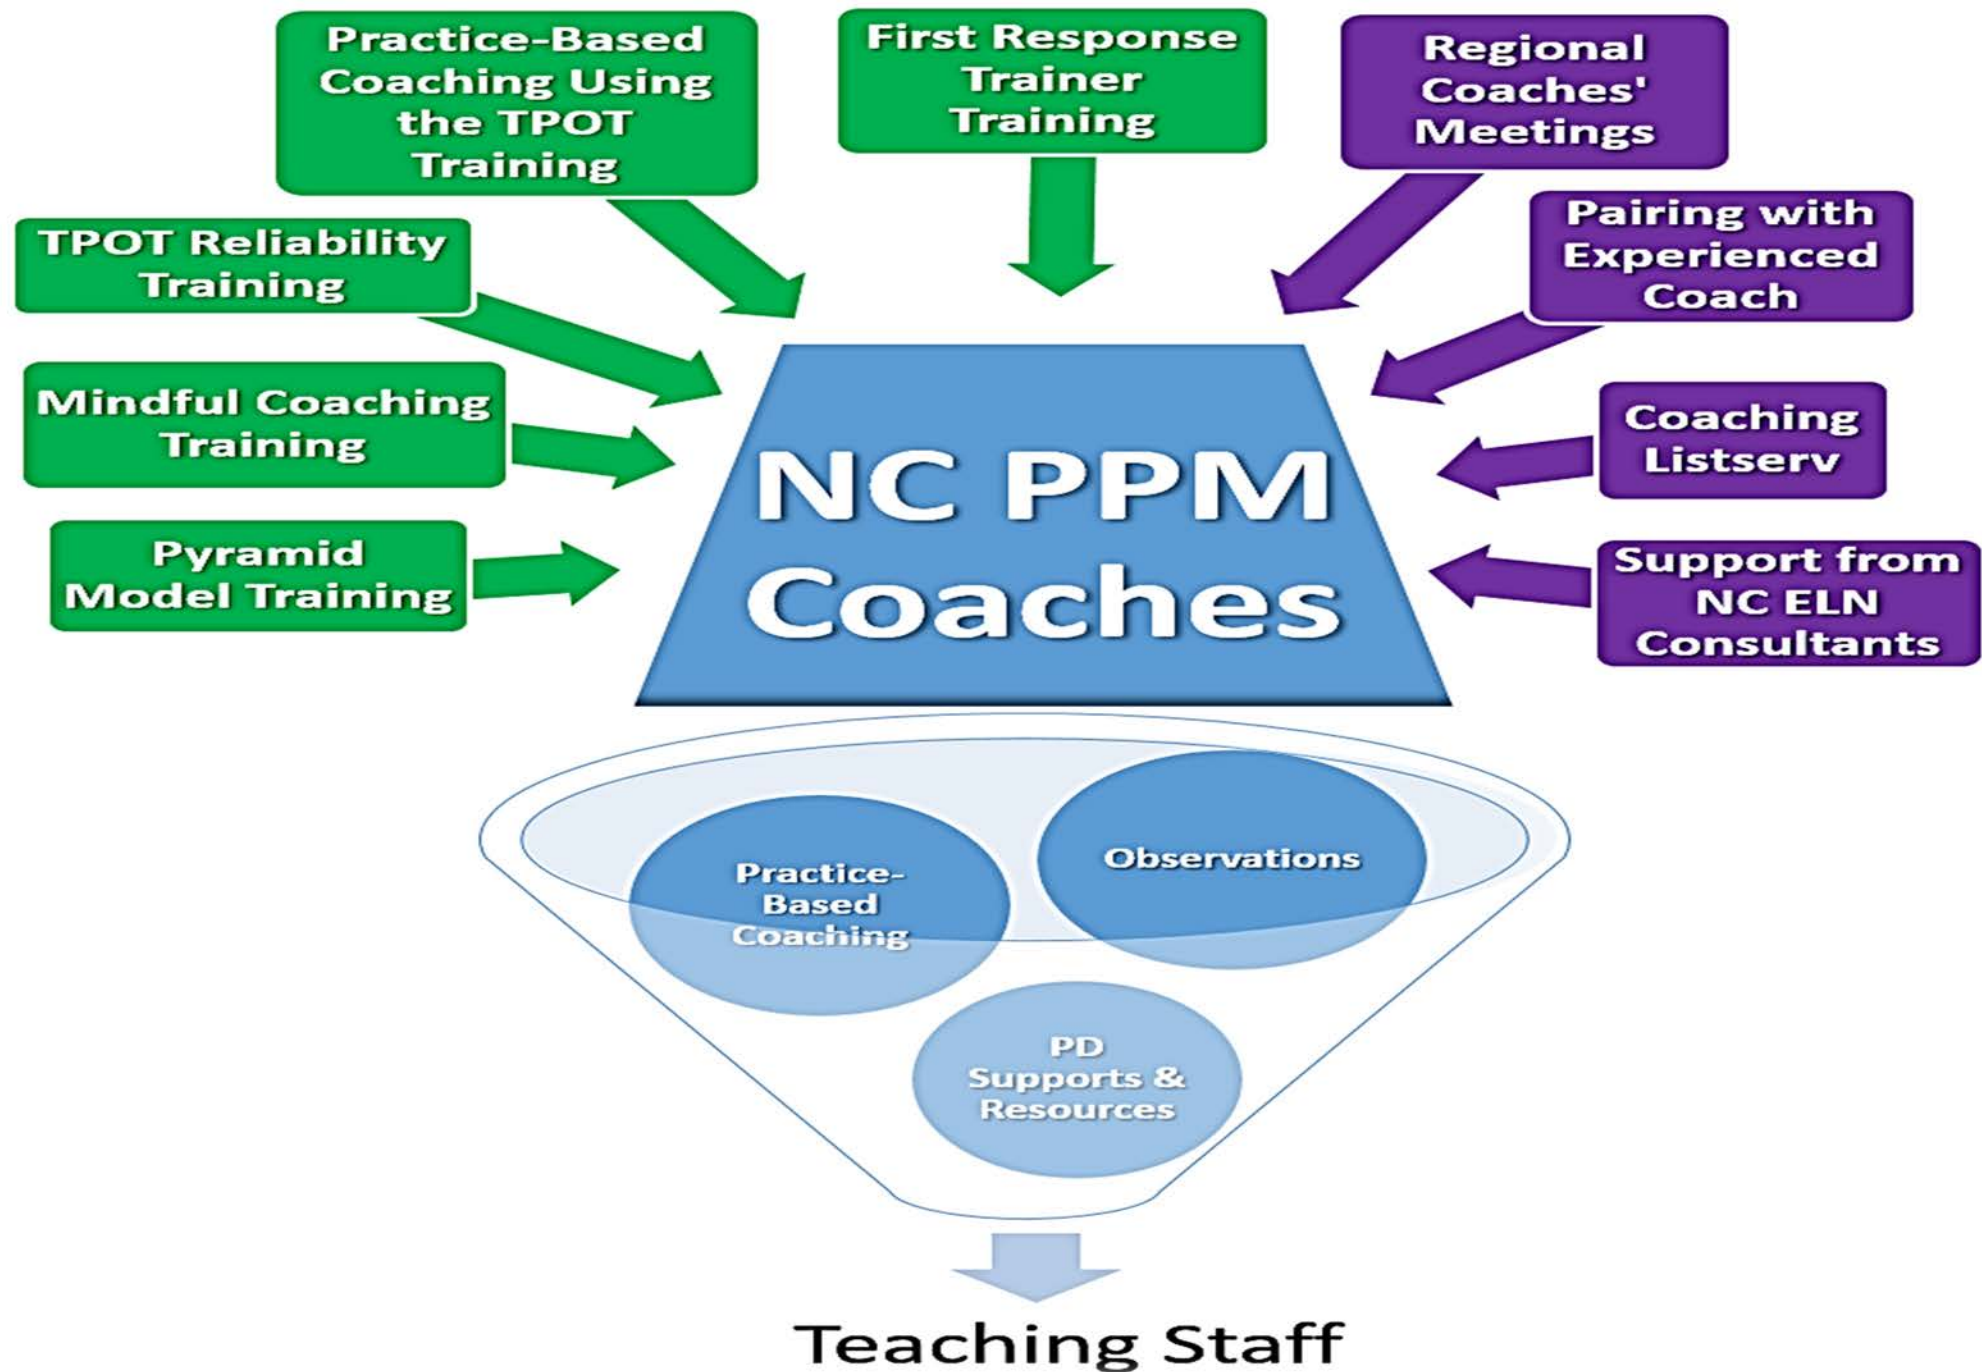 Practice-Based
Coaching Using
the TPOT
Training
First Response
Trainer
Training
Regional
Coaches'
Meetings
TPOT Reliability
Training
Pairing with
Experienced
Coach
Mindful Coaching
Training
Coaching
Listserv
Pyramid
Model Training
Support from
NC ELN
Consultants
NC PPM
Coaches
Practice-
Based
Coaching
Observations
PD
Supports &
Resources
Teaching Staff